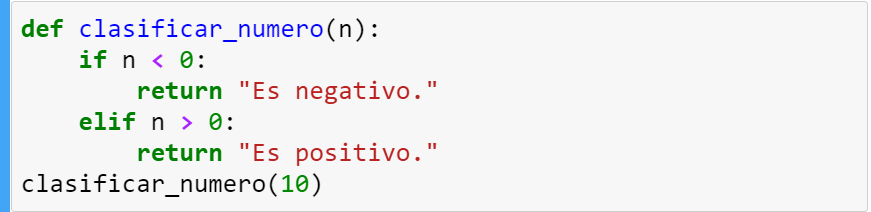 def clasificar_numero(n):
    if n < 0:
        return "Es negativo."
    elif n > 0:
        return "Es positivo."
clasificar_numero(10)